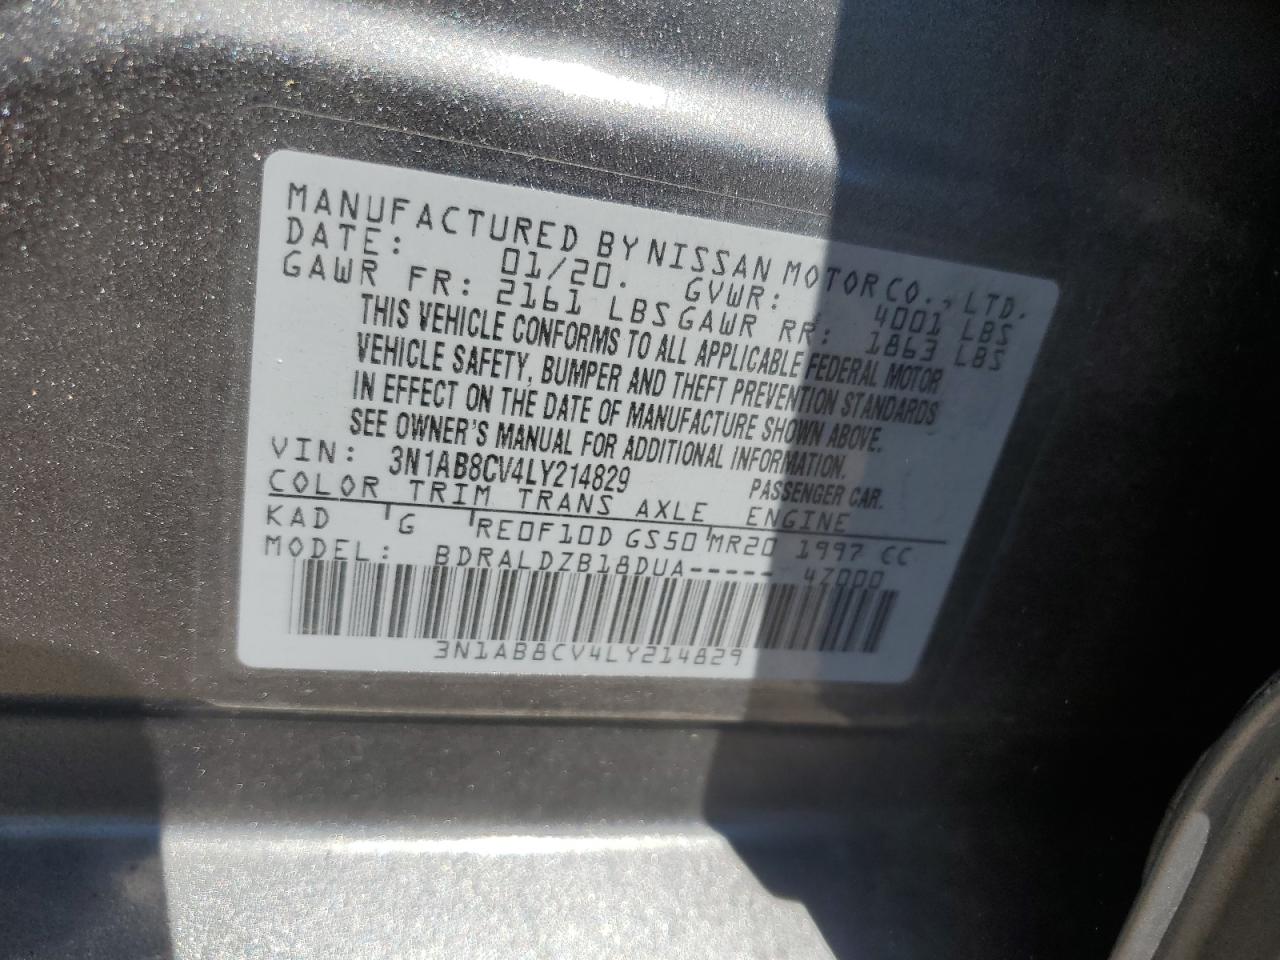 MANUFACTURED BY NISSAN MOTOR CO., LTD.
DATE: 01/20. GVWR: 4001 LBS
GAWR FR: 2161 LBS GAWR RR: 1863 LBS
THIS VEHICLE CONFORMS TO ALL APPLICABLE FEDERAL MOTOR
VEHICLE SAFETY, BUMPER AND THEFT PREVENTION STANDARDS
IN EFFECT ON THE DATE OF MANUFACTURE SHOWN ABOVE.
SEE OWNER'S MANUAL FOR ADDITIONAL INFORMATION.
VIN: 3N1AB8CV4LY214829 PASSENGER CAR.
COLOR TRIM TRANS AXLE ENGINE
KAD G RE0F10D GS50 MR20 1997 CC
MODEL: BDRALDZB18DUA----- 4Z000
3N1AB8CV4LY214829